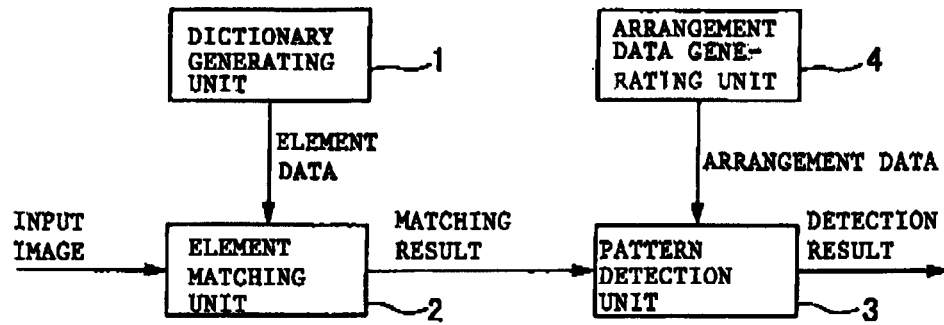 DICTIONARY
GENERATING
UNIT
1
ARRANGEMENT
DATA GENE-
RATING UNIT
4
ELEMENT
DATA
ARRANGEMENT DATA
INPUT
IMAGE
ELEMENT
MATCHING
UNIT
2
MATCHING
RESULT
PATTERN
DETECTION
UNIT
3
DETECTION
RESULT